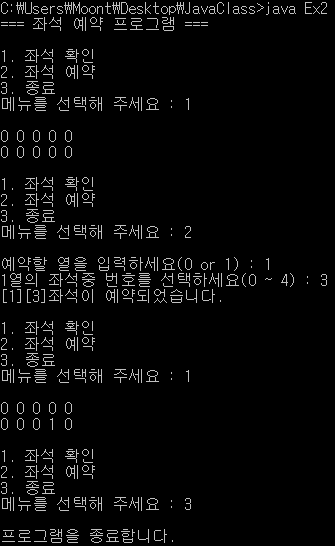 C:\Users\Moont\Desktop\JavaClass>java Ex2
=== 좌석 예약 프로그램 ===
1. 좌석 확인
2. 좌석 예약
3. 종료
메뉴를 선택해 주세요 : 1
0 0 0 0 0
0 0 0 0 0
1. 좌석 확인
2. 좌석 예약
3. 종료
메뉴를 선택해 주세요 : 2
예약할 열을 입력하세요(0 or 1) : 1
1열의 좌석중 번호를 선택하세요(0 ~ 4) : 3
[1][3]좌석이 예약되었습니다.
1. 좌석 확인
2. 좌석 예약
3. 종료
메뉴를 선택해 주세요 : 1
0 0 0 0 0
0 0 0 1 0
1. 좌석 확인
2. 좌석 예약
3. 종료
메뉴를 선택해 주세요 : 3
프로그램을 종료합니다.